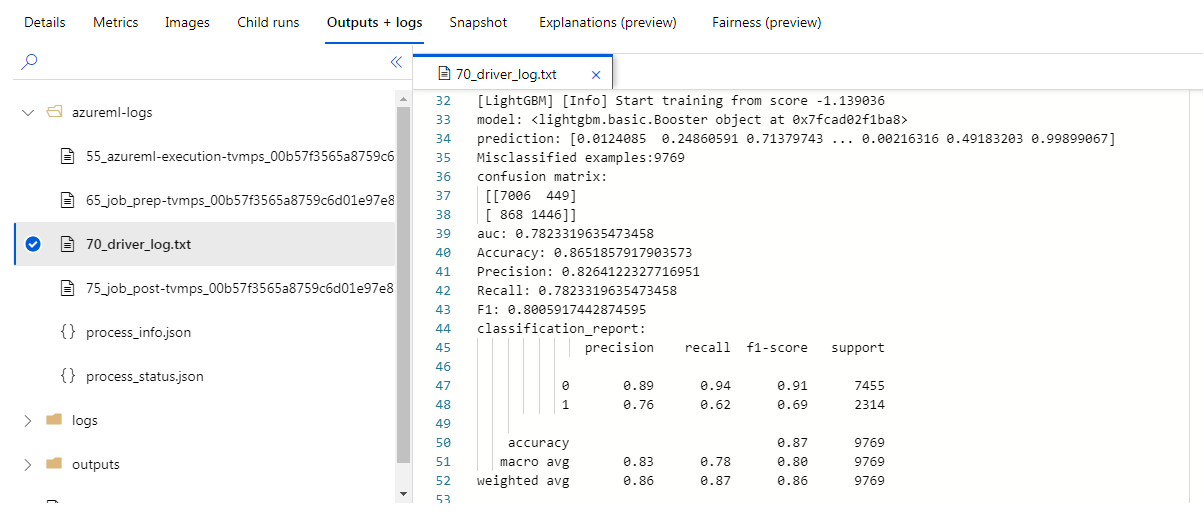 Details Metrics Images Child runs Outputs + logs Snapshot Explanations (preview) Fairness (preview)
azureml-logs
55_azureml-execution-tvmps_00b57f3565a8759c6
65_job_prep-tvmps_00b57f3565a8759c6d01e97e8
70_driver_log.txt
75_job_post-tvmps_00b57f3565a8759c6d01e97e8
{} process_info.json
{} process_status.json
logs
outputs
70_driver_log.txt
32 [LightGBM] [Info] Start training from score -1.139036
33 model: <lightgbm.basic.Booster object at 0x7fcad02f1ba8>
34 prediction: [0.0124085 0.24860591 0.71379743 ... 0.00216316 0.49183203 0.99899067]
35 Misclassified examples:9769
36 confusion matrix:
37 [[7006 449]
38 [ 868 1446]]
39 auc: 0.7823319635473458
40 Accuracy: 0.8651857917903573
41 Precision: 0.8264122327716951
42 Recall: 0.7823319635473458
43 F1: 0.8005917442874595
44 classification_report:
45 precision recall f1-score support
46
47 0 0.89 0.94 0.91 7455
48 1 0.76 0.62 0.69 2314
49
50 accuracy 0.87 9769
51 macro avg 0.83 0.78 0.80 9769
52 weighted avg 0.86 0.87 0.86 9769
53